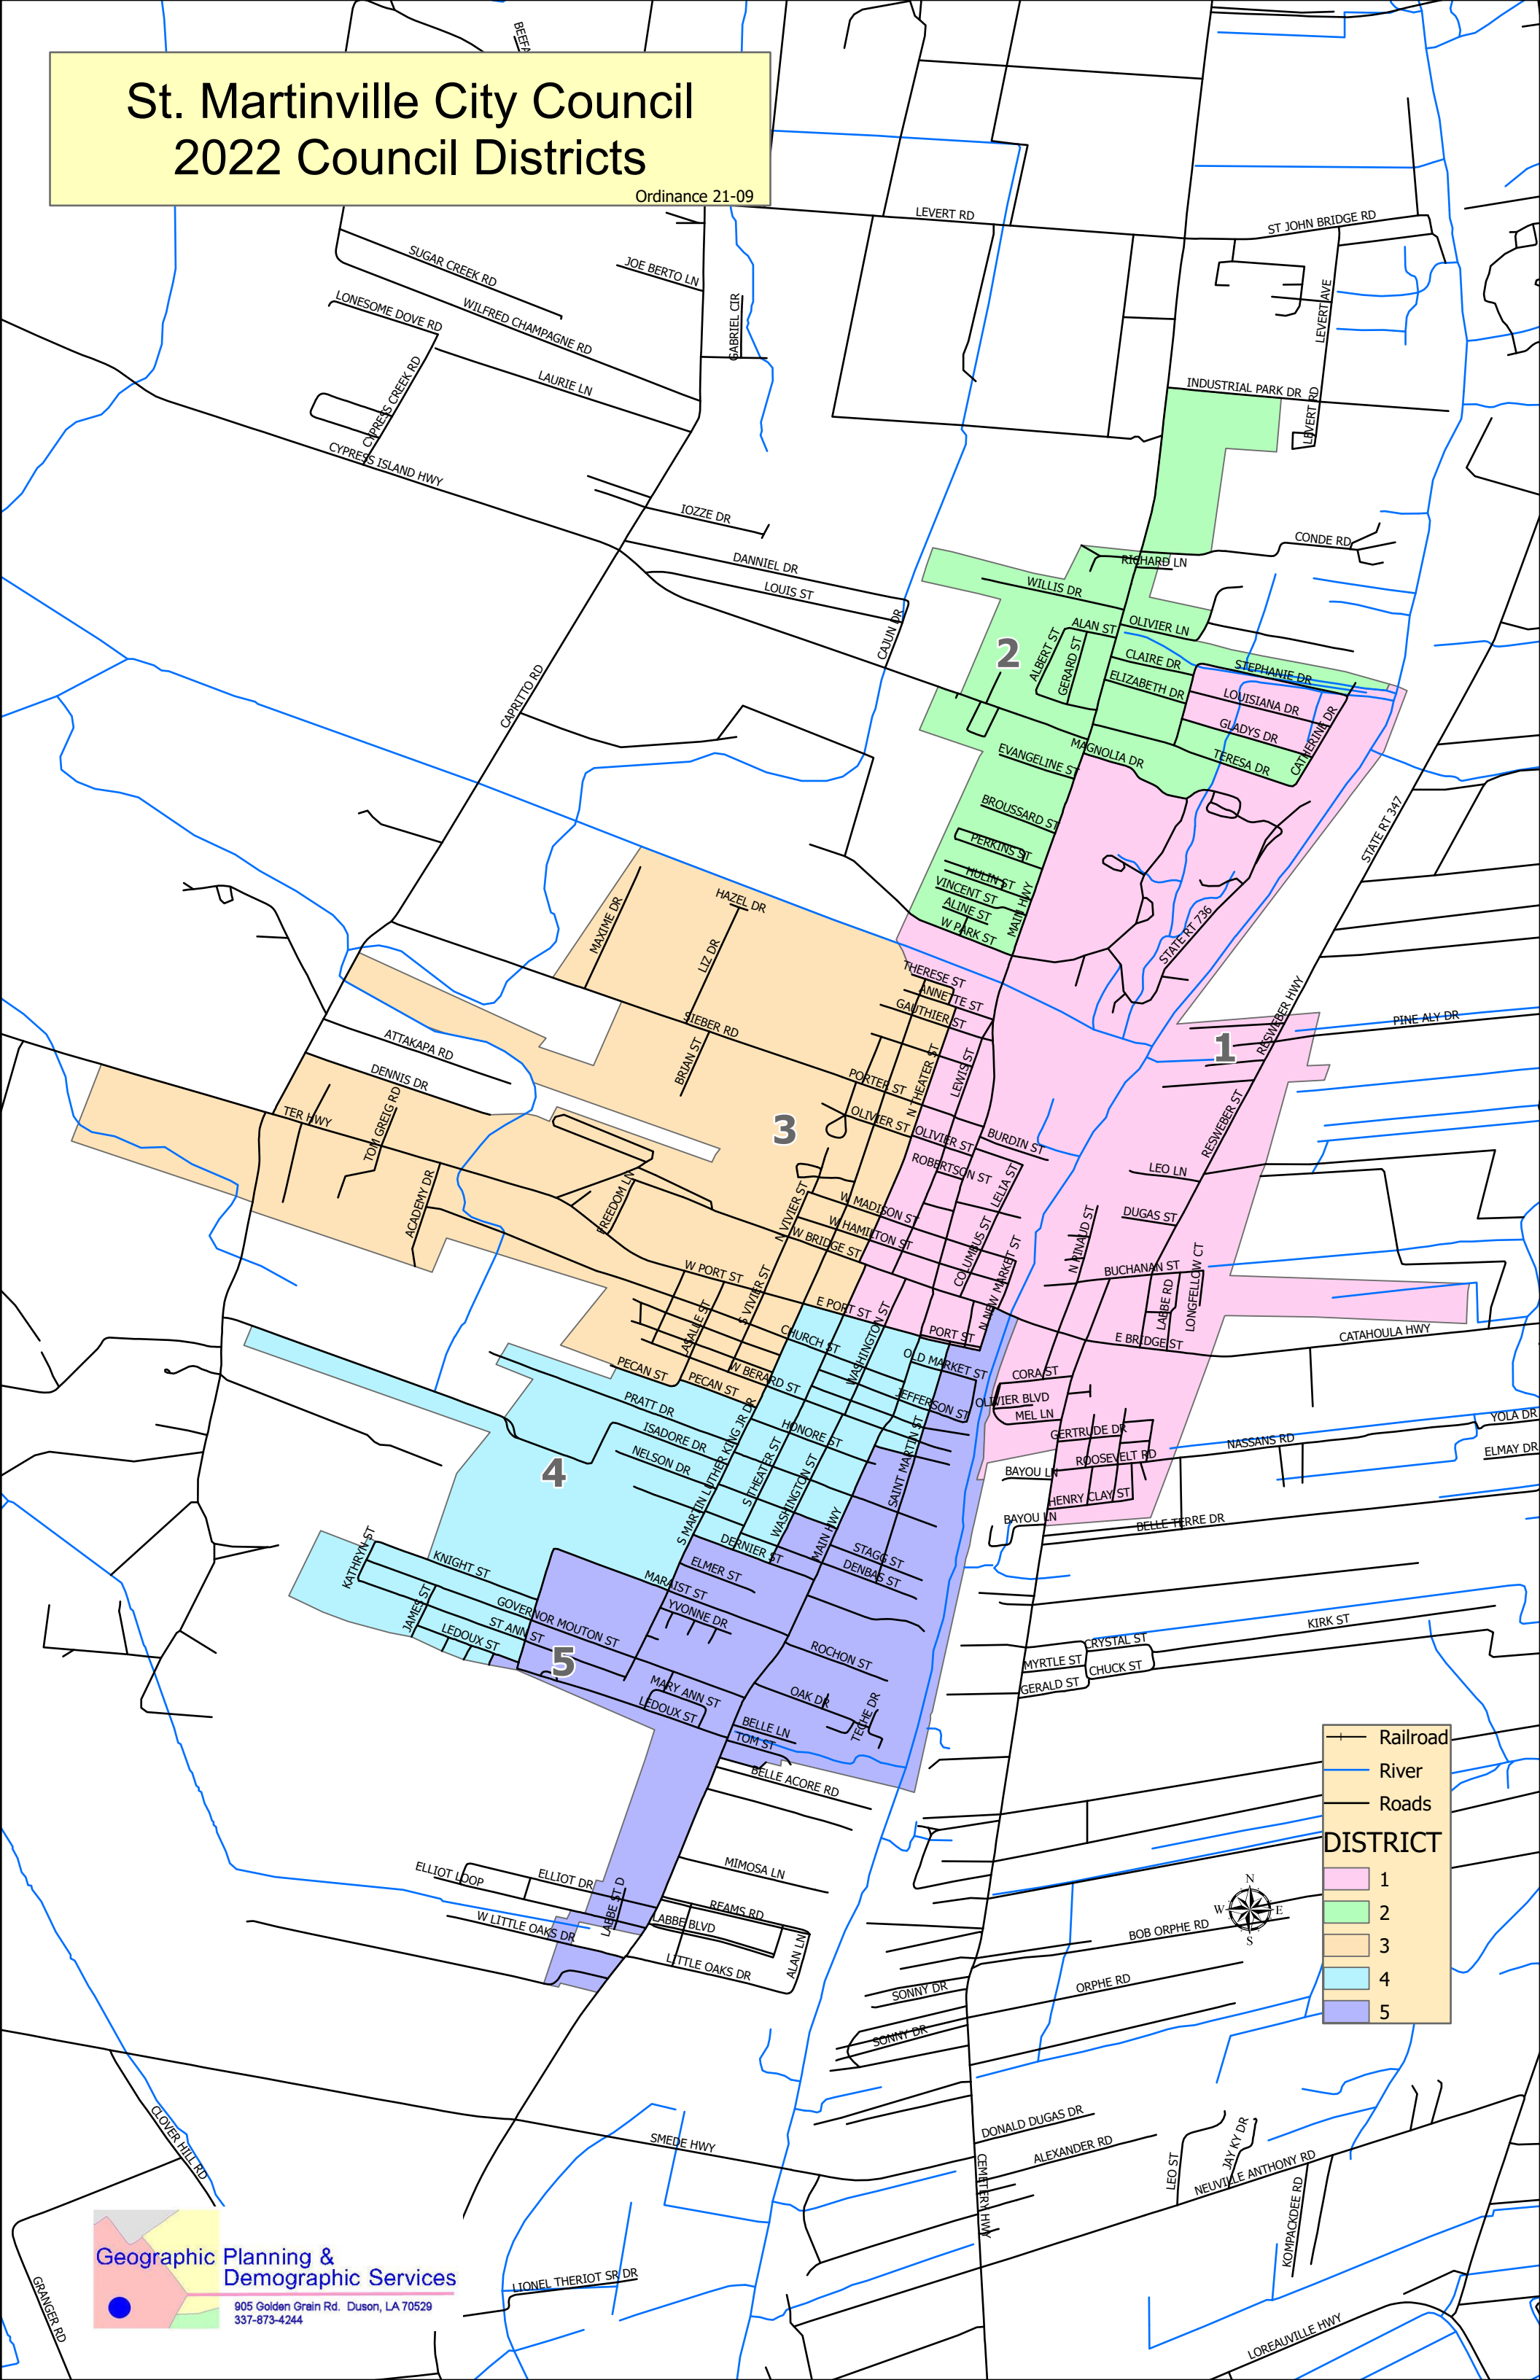 BEEFA
St. Martinville City Council
2022 Council Districts
Ordinance 21-09
LEVERT RD
ST JOHN BRIDGE RD
SUGAR CREEK RD
JOE BERTO LN
WILFRED CHAMPAGNE RD
LONESOME DOVE RD
GABRIEL CIR
LEVERT AVE
CYPRESS CREEK RD
LAURIE LN
INDUSTRIAL PARK DR
LEVERT RD
CYPRESS ISLAND HWY
IOZZE DR
CONDE RD
DANNIEL DR
RICHARD LN
LOUIS ST
WILLIS DR
CAJUN DR
ALAN ST
OLIVIER LN
ALBERT ST
GERARD ST
2
CLAIRE DR
STEPHANIE DR
ELIZABETH DR
LOUISIANA DR
CAPRITTO RD
GLADYS DR
CATHERINE DR
EVANGELINE ST
MAGNOLIA DR
TERESA DR
BROUSSARD ST
STATE RT 347
PERKINS ST
HULIN ST
VINCENT ST
ALINE ST
MAIN HWY
W PARK ST
HAZEL DR
MAXIME DR
LIZ DR
STATE RT 736
THERESE ST
ANNETTE ST
GAUTHIER ST
RESWEBER HWY
PINE ALY DR
SIEBER RD
ATTAKAPA RD
1
BRIAN ST
DENNIS DR
PORTER ST
N THEATER ST
LEWIS ST
TER HWY
TOM GREIG RD
3
OLIVIER ST
OLIVIER ST
BURDIN ST
RESWEBER ST
ROBERTSON ST
LEO LN
LELIA ST
ACADEMY DR
FREEDOM LN
N VIVIER ST
W MADISON ST
W HAMILTON ST
W BRIDGE ST
COLUMBUS ST
N NEW MARKET ST
N RINAUD ST
DUGAS ST
W PORT ST
BUCHANAN ST
LABBE RD
LONGFELLOW CT
S VIVIER ST
E PORT ST
LASALLE ST
CHURCH ST
WASHINGTON ST
PORT ST
E BRIDGE ST
CATAHOULA HWY
OLD MARKET ST
PECAN ST
PECAN ST
W BERARD ST
CORA ST
JEFFERSON ST
OLIVIER BLVD
MEL LN
PRATT DR
ISADORE DR
NELSON DR
HONORE ST
S MARTIN LUTHER KING JR DR
S THEATER ST
WASHINGTON ST
SAINT MARTIN ST
GERTRUDE DR
ROOSEVELT RD
NASSANS RD
YOLA DR
ELMAY DR
4
BAYOU LN
HENRY CLAY ST
BAYOU LN
BELLE TERRE DR
MAIN HWY
DERNIER ST
STAGG ST
DENBAS ST
ELMER ST
KATHRYN ST
KNIGHT ST
MARAIST ST
YVONNE DR
JAMES ST
GOVERNOR MOUTON ST
ST ANN ST
LEDOUX ST
5
ROCHON ST
CRYSTAL ST
KIRK ST
MYRTLE ST
CHUCK ST
GERALD ST
MARY ANN ST
LEDOUX ST
OAK DR
TECHE DR
BELLE LN
TOM ST
BELLE ACORE RD
Railroad
River
Roads
DISTRICT
1
2
3
4
5
MIMOSA LN
ELLIOT LOOP
ELLIOT DR
LABBE ST D
REAMS RD
LABBE BLVD
W LITTLE OAKS DR
LITTLE OAKS DR
ALAN LN
N
W
E
S
BOB ORPHE RD
SONNY DR
ORPHE RD
SONNY DR
CLOVER HILL RD
SMEDE HWY
DONALD DUGAS DR
ALEXANDER RD
CEMETERY HWY
LEO ST
JAY KY DR
NEUVILLE ANTHONY RD
KOMPACKDEE RD
Geographic Planning &
Demographic Services
905 Golden Grain Rd. Duson, LA 70529
337-873-4244
LIONEL THERIOT SR DR
GRANGER RD
LOREAUVILLE HWY